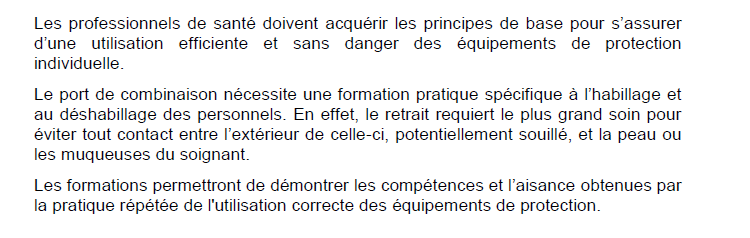 Les professionnels de santé doivent acquérir les principes de base pour s’assurer
d’une utilisation efficiente et sans danger des équipements de protection
individuelle.
Le port de combinaison nécessite une formation pratique spécifique à l’habillage et
au déshabillage des personnels. En effet, le retrait requiert le plus grand soin pour
éviter tout contact entre l’extérieur de celle-ci, potentiellement souillé, et la peau ou
les muqueuses du soignant.
Les formations permettront de démontrer les compétences et l’aisance obtenues par
la pratique répétée de l'utilisation correcte des équipements de protection.